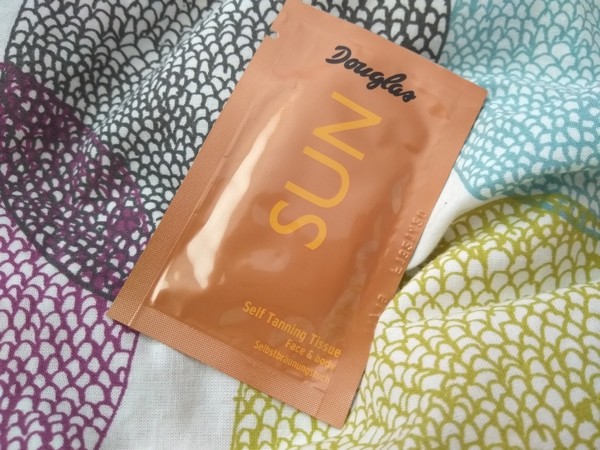 Douglas
SUN
Self Tanning Tissue
Face & body